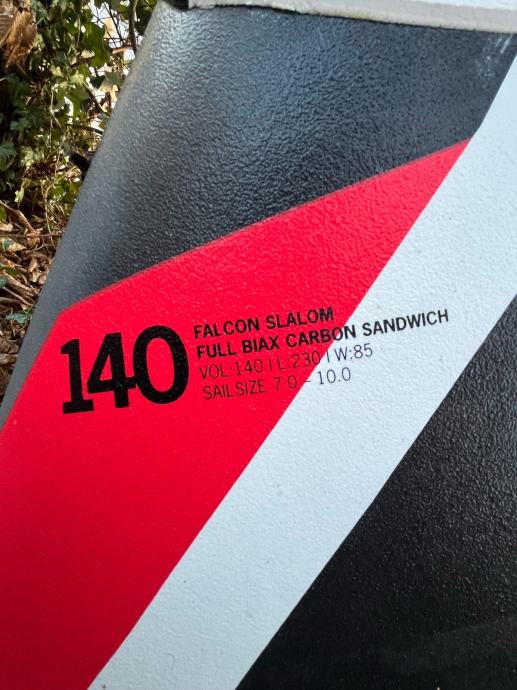 140
FALCON SLALOM
FULL BIAX CARBON SANDWICH
VOL:140 | L:230 | W:85
SAILSIZE 7.0 - 10.0